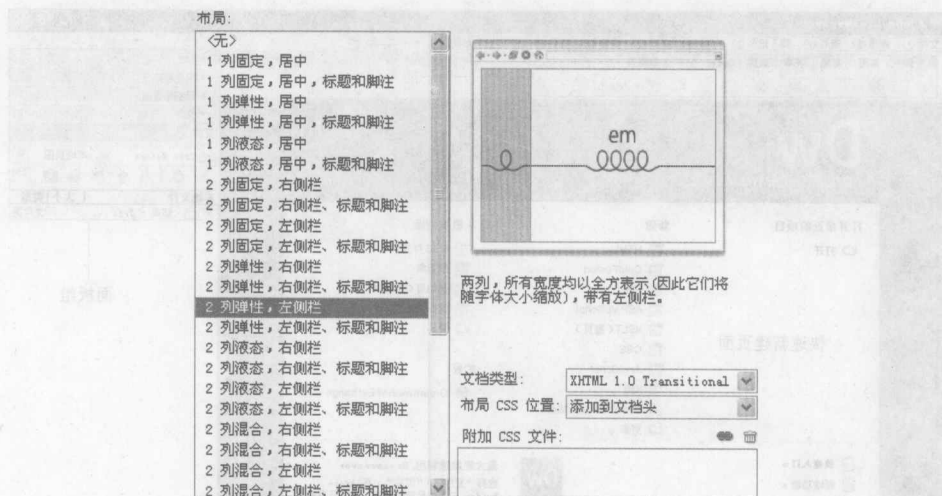 布局:
<无>
1 列固定，居中
1 列固定，居中，标题和脚注
1 列弹性，居中
1 列弹性，居中，标题和脚注
1 列液态，居中
1 列液态，居中，标题和脚注
2 列固定，右侧栏
2 列固定，右侧栏、标题和脚注
2 列固定，左侧栏
2 列固定，左侧栏、标题和脚注
2 列弹性，右侧栏
2 列弹性，右侧栏、标题和脚注
2 列弹性，左侧栏
2 列弹性，左侧栏、标题和脚注
2 列液态，右侧栏
2 列液态，右侧栏、标题和脚注
2 列液态，左侧栏
2 列液态，左侧栏、标题和脚注
2 列混合，右侧栏
2 列混合，右侧栏、标题和脚注
2 列混合，左侧栏
2 列混合，左侧栏、标题和脚注
em
两列，所有宽度均以全方表示(因此它们将
随字体大小缩放)，带有左侧栏。
文档类型: XHTML 1.0 Transitional
布局 CSS 位置: 添加到文档头
附加 CSS 文件: